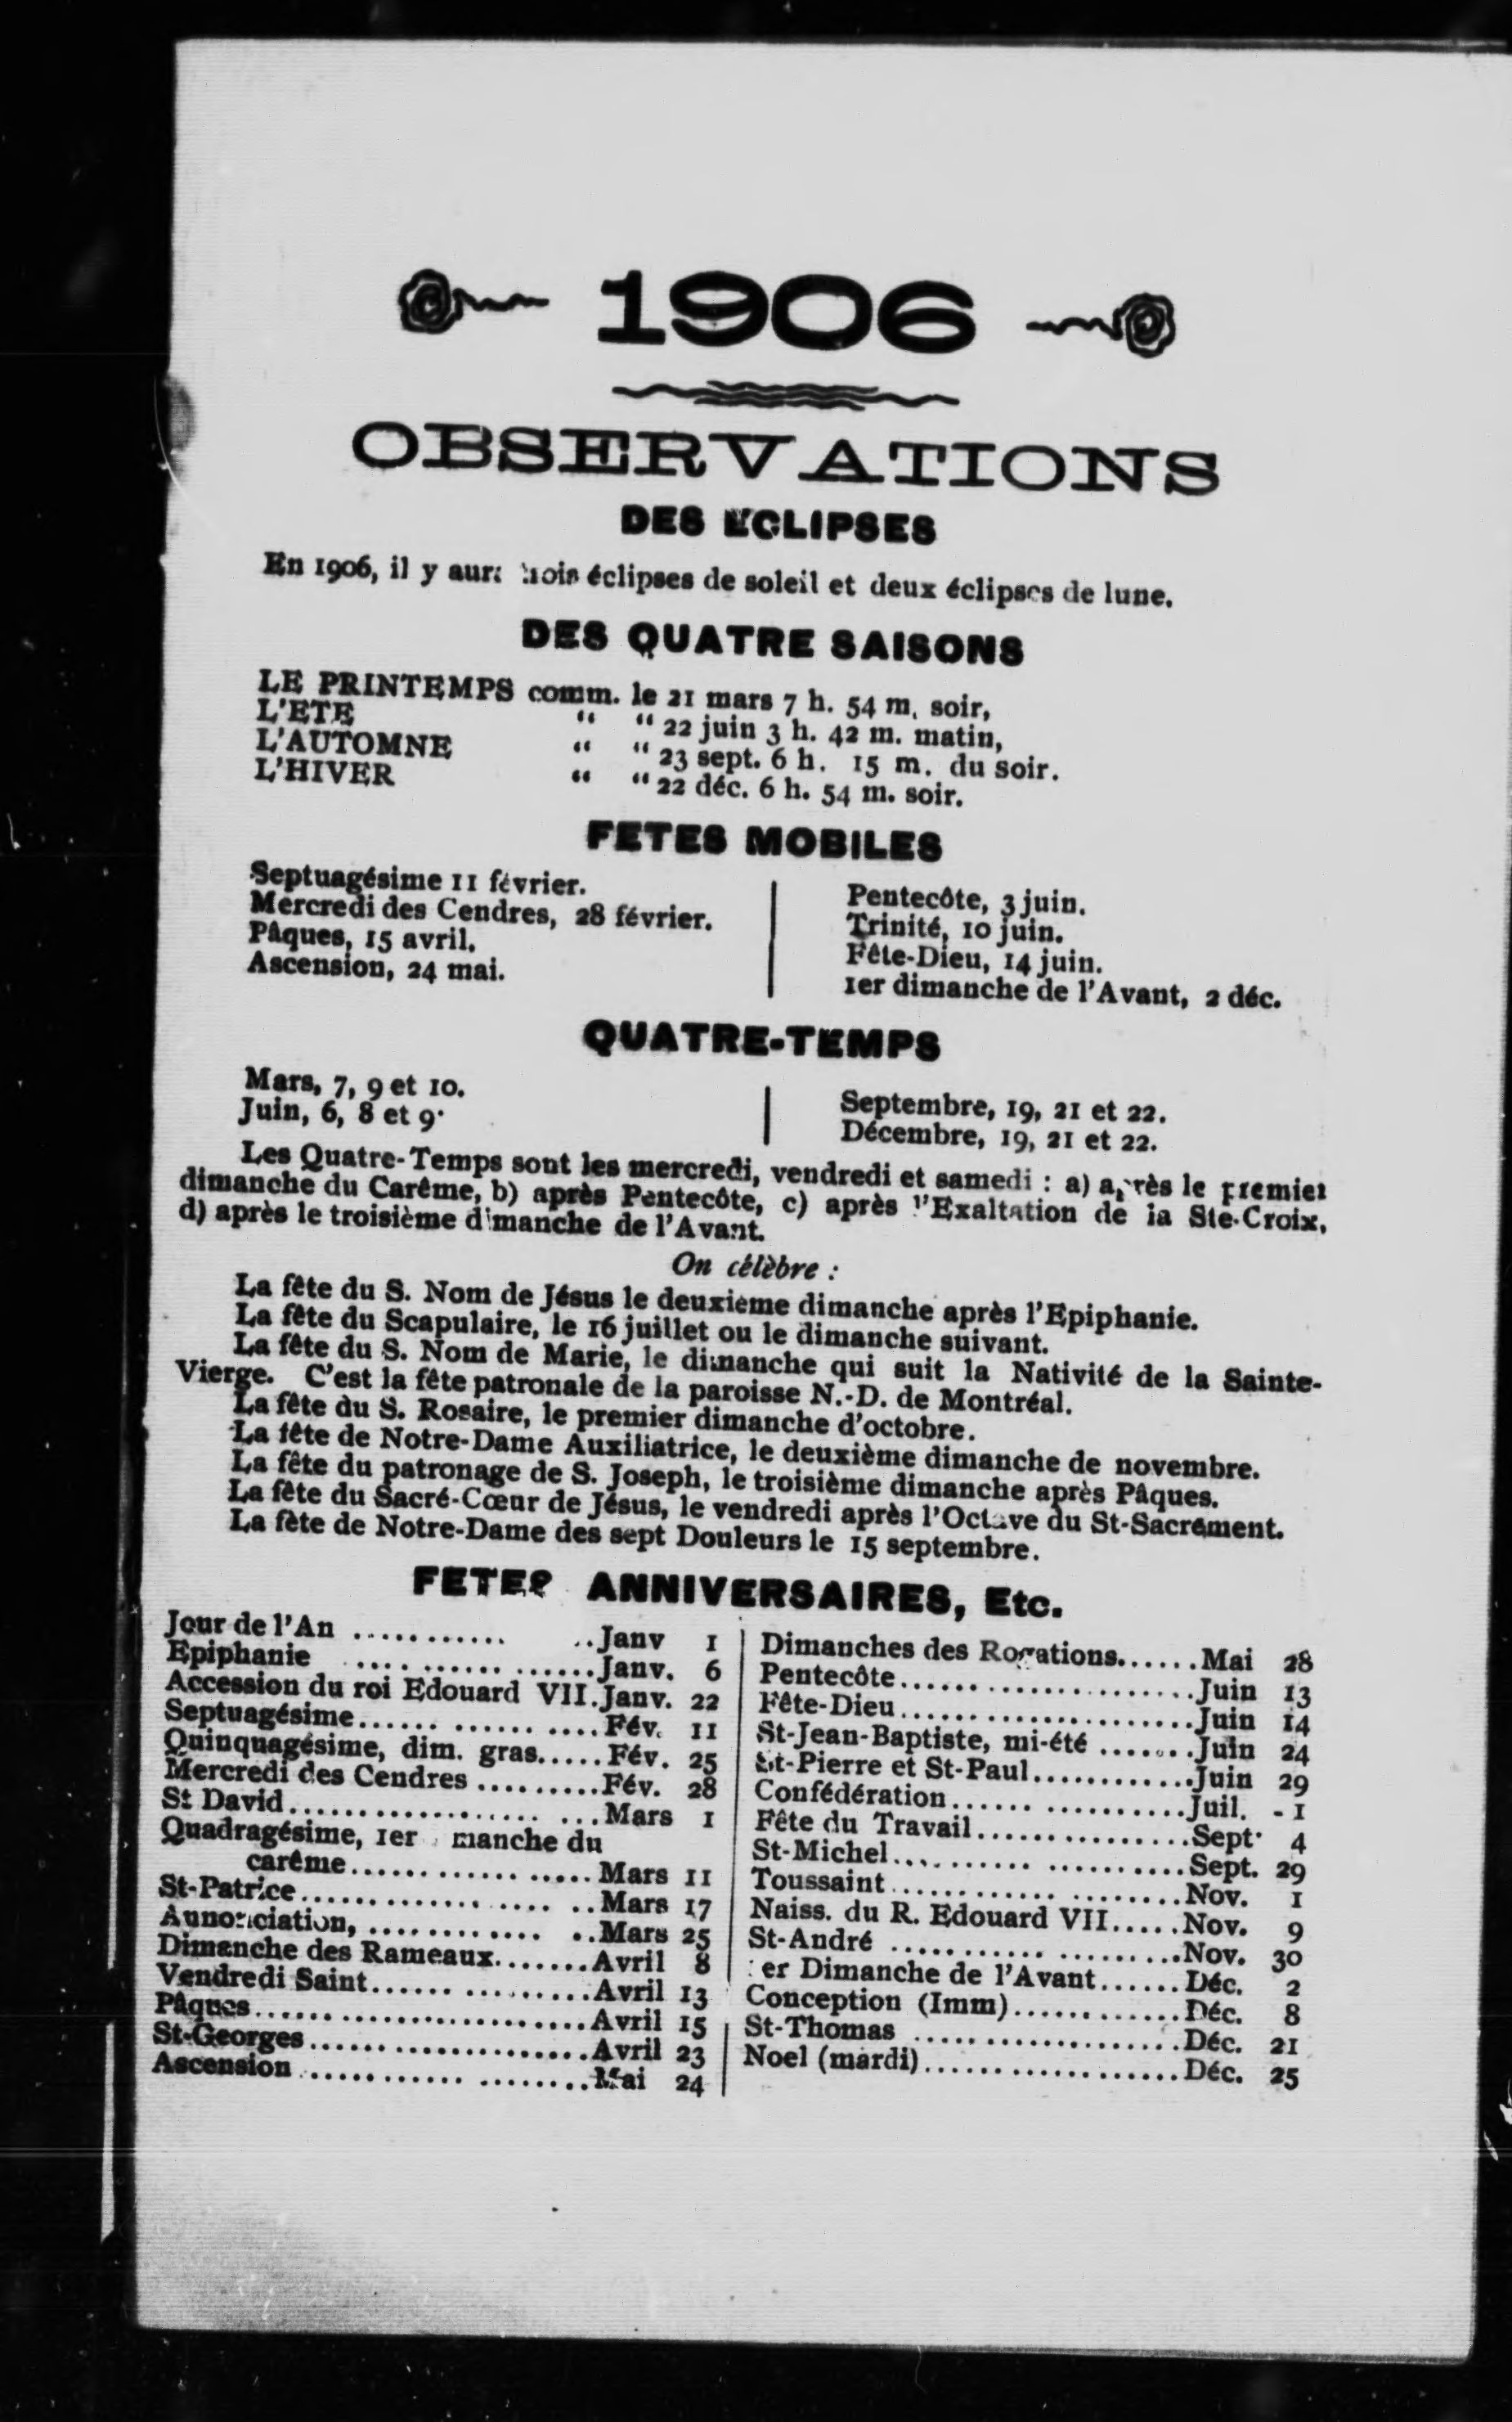 1906
OBSERVATIONS
DES ECLIPSES
En 1906, il y aura trois éclipses de soleil et deux éclipses de lune.
DES QUATRE SAISONS
LE PRINTEMPS comm. le 21 mars 7 h. 54 m. soir,
L'ETE " " 22 juin 3 h. 42 m. matin,
L'AUTOMNE " " 23 sept. 6 h. 15 m. du soir.
L'HIVER " " 22 déc. 6 h. 54 m. soir.
FETES MOBILES
Septuagésime 11 février.
Mercredi des Cendres, 28 février.
Pâques, 15 avril.
Ascension, 24 mai.
Pentecôte, 3 juin.
Trinité, 10 juin.
Fête-Dieu, 14 juin.
1er dimanche de l'Avant, 2 déc.
QUATRE-TEMPS
Mars, 7, 9 et 10.
Juin, 6, 8 et 9.
Septembre, 19, 21 et 22.
Décembre, 19, 21 et 22.
Les Quatre-Temps sont les mercredi, vendredi et samedi : a) après le premier
dimanche du Carême, b) après Pentecôte, c) après l'Exaltation de la Ste-Croix,
d) après le troisième dimanche de l'Avant.
On célèbre :
La fête du S. Nom de Jésus le deuxième dimanche après l'Epiphanie.
La fête du Scapulaire, le 16 juillet ou le dimanche suivant.
La fête du S. Nom de Marie, le dimanche qui suit la Nativité de la Sainte-
Vierge. C'est la fête patronale de la paroisse N.-D. de Montréal.
La fête du S. Rosaire, le premier dimanche d'octobre.
La fête de Notre-Dame Auxiliatrice, le deuxième dimanche de novembre.
La fête du patronage de S. Joseph, le troisième dimanche après Pâques.
La fête du Sacré-Cœur de Jésus, le vendredi après l'Octave du St-Sacrement.
La fête de Notre-Dame des sept Douleurs le 15 septembre.
FETES ANNIVERSAIRES, Etc.
Jour de l'An ............ ..Janv 1
Epiphanie .... ....... ......Janv. 6
Accession du roi Edouard VII.Janv. 22
Septuagésime...... ....... ....Fév. 11
Quinquagésime, dim. gras.....Fév. 25
Mercredi des Cendres .........Fév. 28
St David.................. ...Mars 1
Quadragésime, 1er manche du
carême...... ....... .....Mars 11
St-Patrice.................. ..Mars 17
Annonciation, ............. ..Mars 25
Dimanche des Rameaux.......Avril 8
Vendredi Saint...... .........Avril 13
Pâques.......................Avril 15
St-Georges....................Avril 23
Ascension ............ ........Mai 24
Dimanches des Rogations......Mai 28
Pentecôte...... ...............Juin 13
Fête-Dieu......................Juin 14
St-Jean-Baptiste, mi-été .......Juin 24
St-Pierre et St-Paul............Juin 29
Confédération...... ..........Juil. - 1
Fête du Travail...............Sept. 4
St-Michel........... ..........Sept. 29
Toussaint............ .........Nov. 1
Naiss. du R. Edouard VII.....Nov. 9
St-André ............ .........Nov. 30
er Dimanche de l'Avant......Déc. 2
Conception (Imm)............Déc. 8
St-Thomas ...................Déc. 21
Noel (mardi)..................Déc. 25